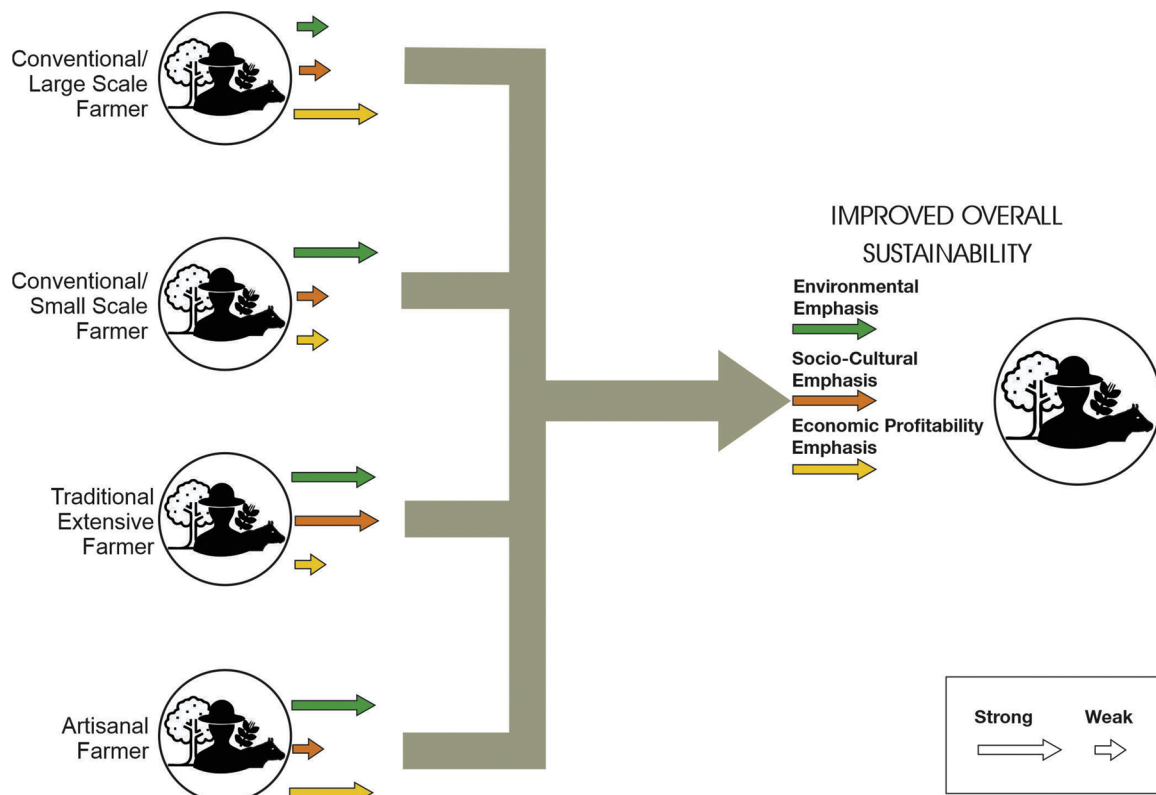 Conventional/
Large Scale
Farmer
Conventional/
Small Scale
Farmer
Traditional
Extensive
Farmer
Artisanal
Farmer
IMPROVED OVERALL
SUSTAINABILITY
Environmental
Emphasis
Socio-Cultural
Emphasis
Economic Profitability
Emphasis
Strong Weak